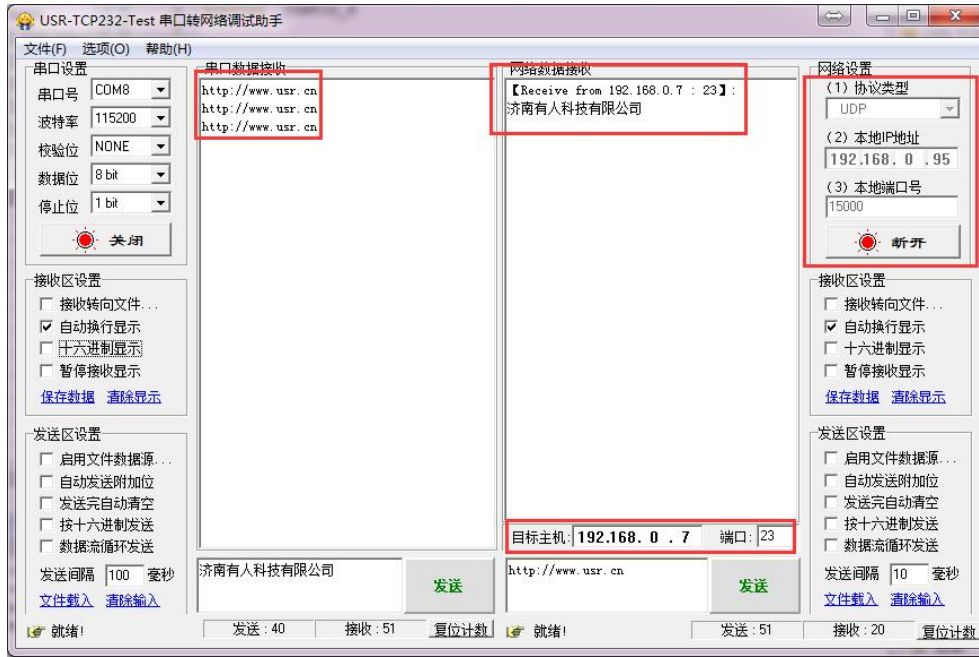 USR-TCP232-Test 串口转网络调试助手
文件(F) 选项(O) 帮助(H)
串口设置
串口号 COM8
波特率 115200
校验位 NONE
数据位 8 bit
停止位 1 bit
关闭
接收区设置
接收转向文件...
自动换行显示
十六进制显示
暂停接收显示
保存数据 清除显示
发送区设置
启用文件数据源...
自动发送附加位
发送完自动清空
按十六进制发送
数据流循环发送
发送间隔 100 毫秒
文件载入 清除输入
串口数据接收
http://www.usr.cn
http://www.usr.cn
http://www.usr.cn
济南有人科技有限公司
发送
网络数据接收
【Receive from 192.168.0.7 : 23】:
济南有人科技有限公司
目标主机: 192.168. 0 . 7 端口: 23
http://www.usr.cn
发送
网络设置
(1) 协议类型
UDP
(2) 本地IP地址
192.168. 0 .95
(3) 本地端口号
15000
断开
接收区设置
接收转向文件...
自动换行显示
十六进制显示
暂停接收显示
保存数据 清除显示
发送区设置
启用文件数据源...
自动发送附加位
发送完自动清空
按十六进制发送
数据流循环发送
发送间隔 10 毫秒
文件载入 清除输入
就绪! 发送:40 接收:51 复位计数 就绪! 发送:51 接收:20 复位计数